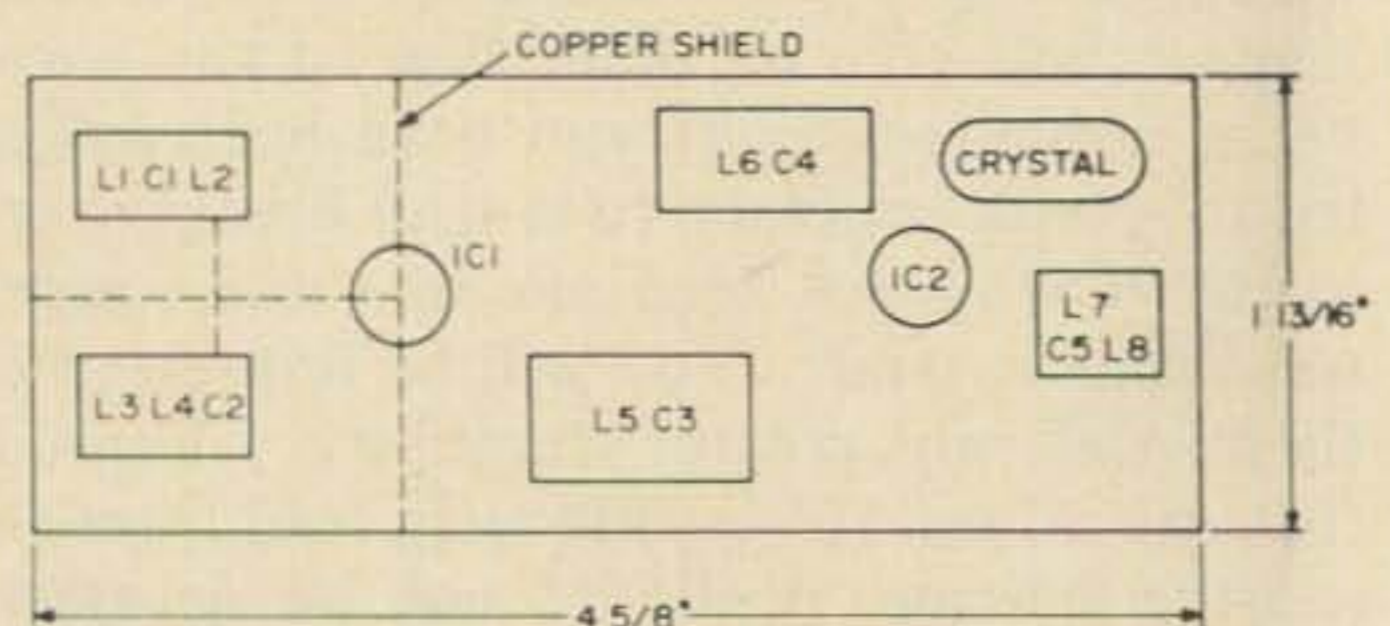 COPPER SHIELD
L1 C1 L2
L6 C4
CRYSTAL
IC1
IC2
L7
C5 L8
1 13/16"
L3 L4 C2
L5 C3
4 5/8"